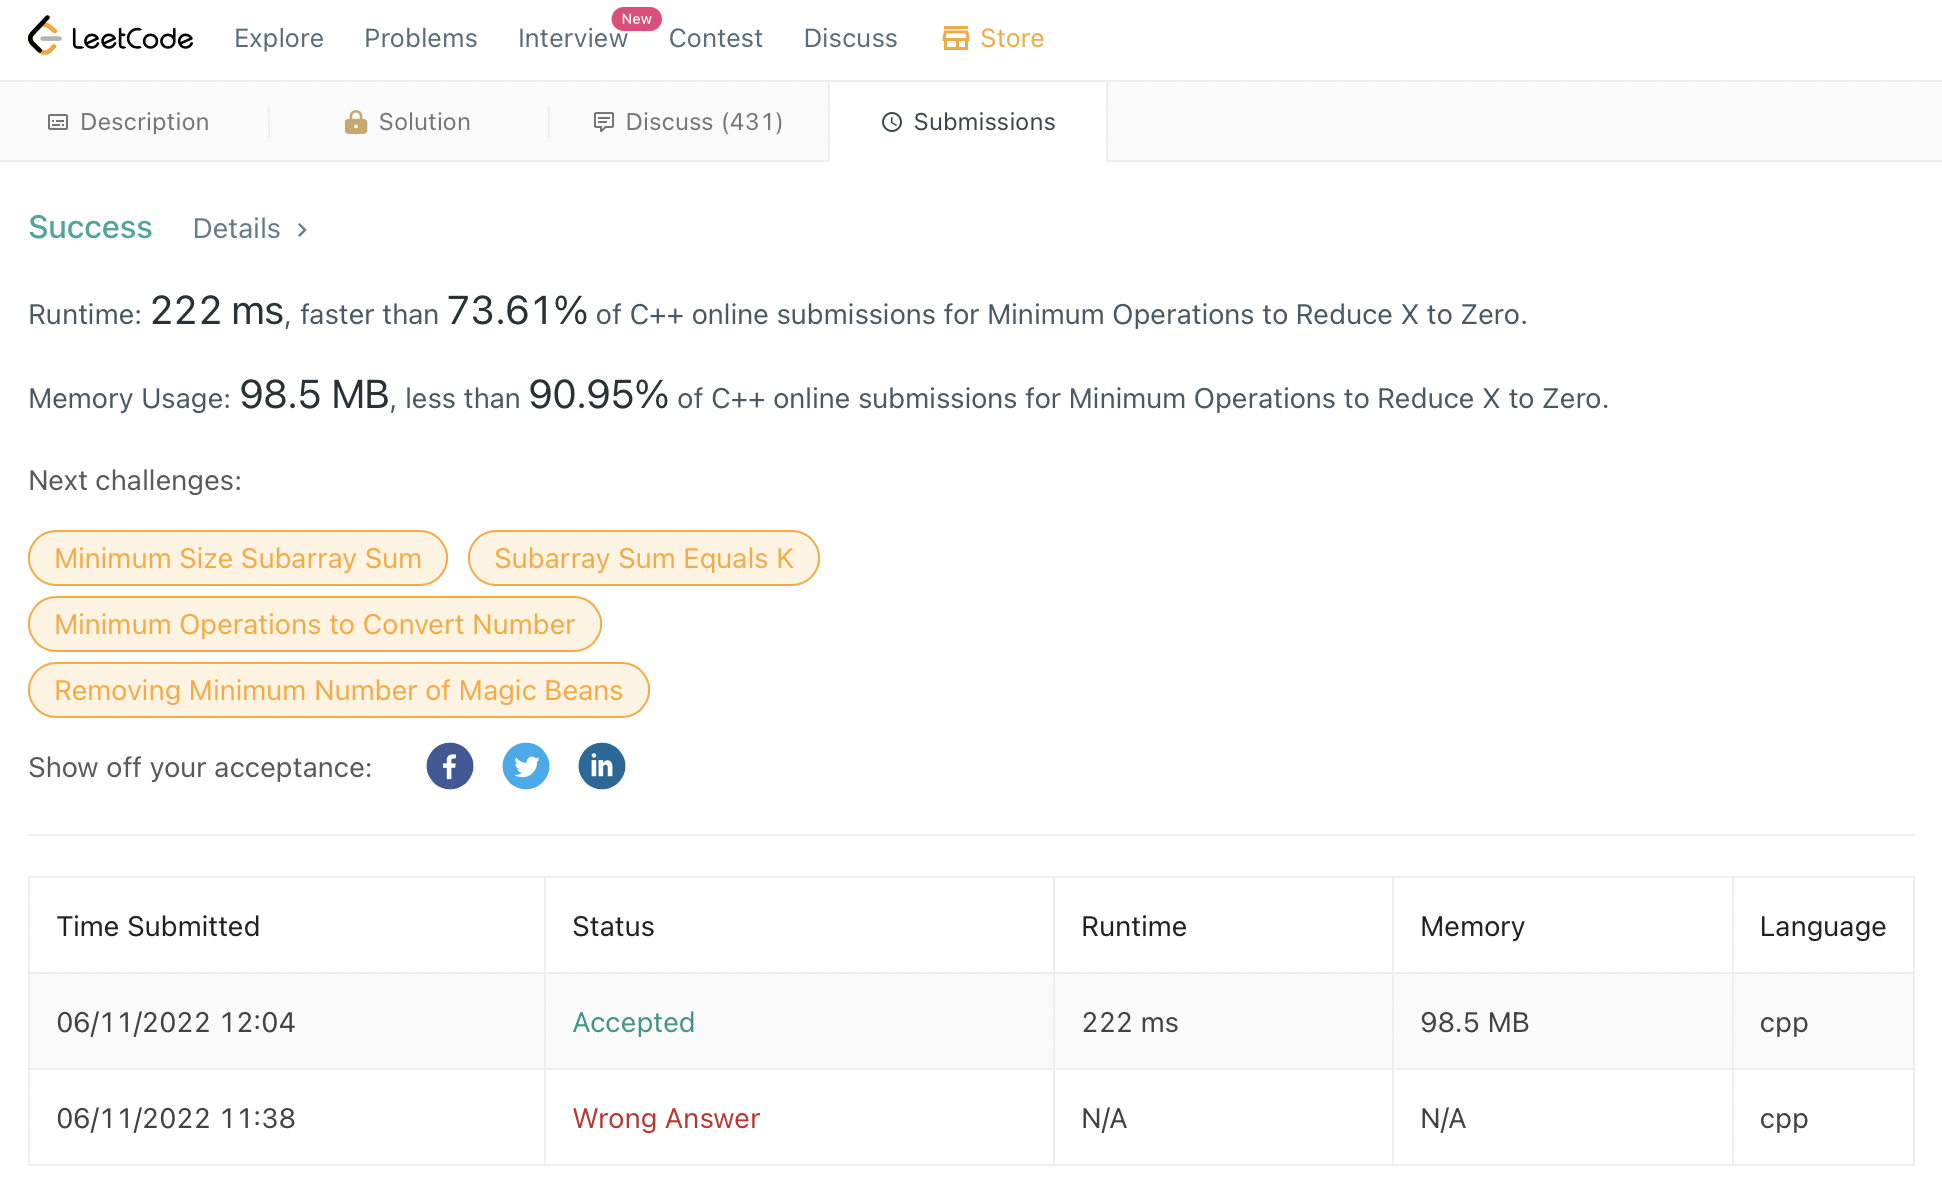 LeetCode Explore Problems Interview New Contest Discuss Store
Description Solution Discuss (431) Submissions
Success Details >
Runtime: 222 ms, faster than 73.61% of C++ online submissions for Minimum Operations to Reduce X to Zero.
Memory Usage: 98.5 MB, less than 90.95% of C++ online submissions for Minimum Operations to Reduce X to Zero.
Next challenges:
Minimum Size Subarray Sum Subarray Sum Equals K
Minimum Operations to Convert Number
Removing Minimum Number of Magic Beans
Show off your acceptance:
Time Submitted Status Runtime Memory Language
06/11/2022 12:04 Accepted 222 ms 98.5 MB cpp
06/11/2022 11:38 Wrong Answer N/A N/A cpp